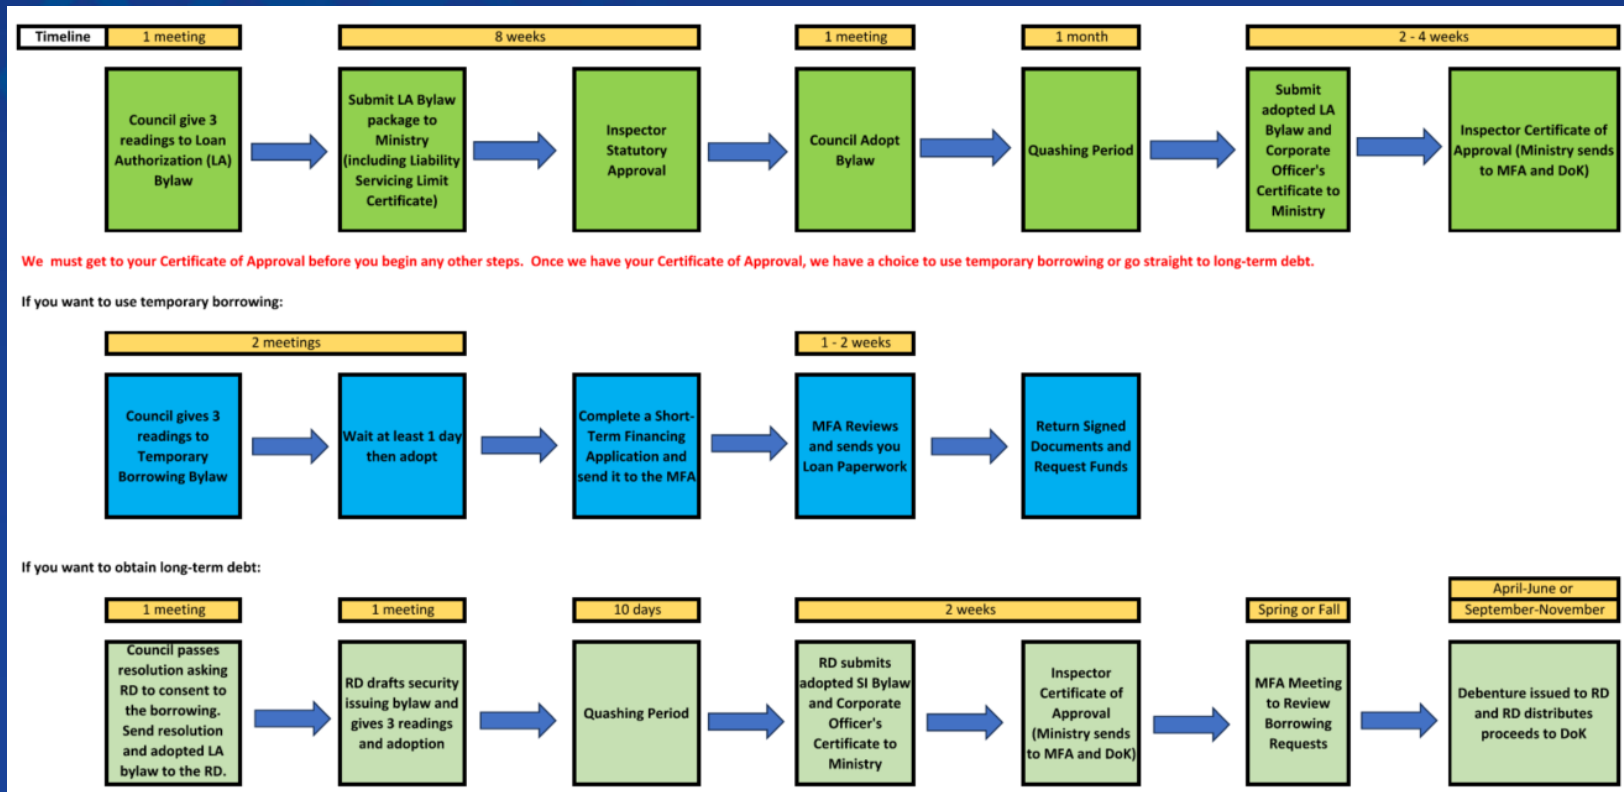 Timeline
1 meeting
8 weeks
1 meeting
1 month
2 - 4 weeks
Council give 3
readings to Loan
Authorization (LA)
Bylaw
Submit LA Bylaw
package to
Ministry
(including Liability
Servicing Limit
Certificate)
Inspector
Statutory
Approval
Council Adopt
Bylaw
Quashing Period
Submit
adopted LA
Bylaw and
Corporate
Officer's
Certificate to
Ministry
Inspector Certificate of
Approval (Ministry sends
to MFA and DoK)
We must get to your Certificate of Approval before you begin any other steps. Once we have your Certificate of Approval, we have a choice to use temporary borrowing or go straight to long-term debt.
If you want to use temporary borrowing:
2 meetings
1 - 2 weeks
Council gives 3
readings to
Temporary
Borrowing Bylaw
Wait at least 1 day
then adopt
Complete a Short-
Term Financing
Application and
send it to the MFA
MFA Reviews
and sends you
Loan Paperwork
Return Signed
Documents and
Request Funds
If you want to obtain long-term debt:
1 meeting
1 meeting
10 days
2 weeks
Spring or Fall
April-June or
September-November
Council passes
resolution asking
RD to consent to
the borrowing.
Send resolution
and adopted LA
bylaw to the RD.
RD drafts security
issuing bylaw and
gives 3 readings
and adoption
Quashing Period
RD submits
adopted SI Bylaw
and Corporate
Officer's
Certificate to
Ministry
Inspector
Certificate of
Approval
(Ministry sends
to MFA and DoK)
MFA Meeting
to Review
Borrowing
Requests
Debenture issued to RD
and RD distributes
proceeds to DoK